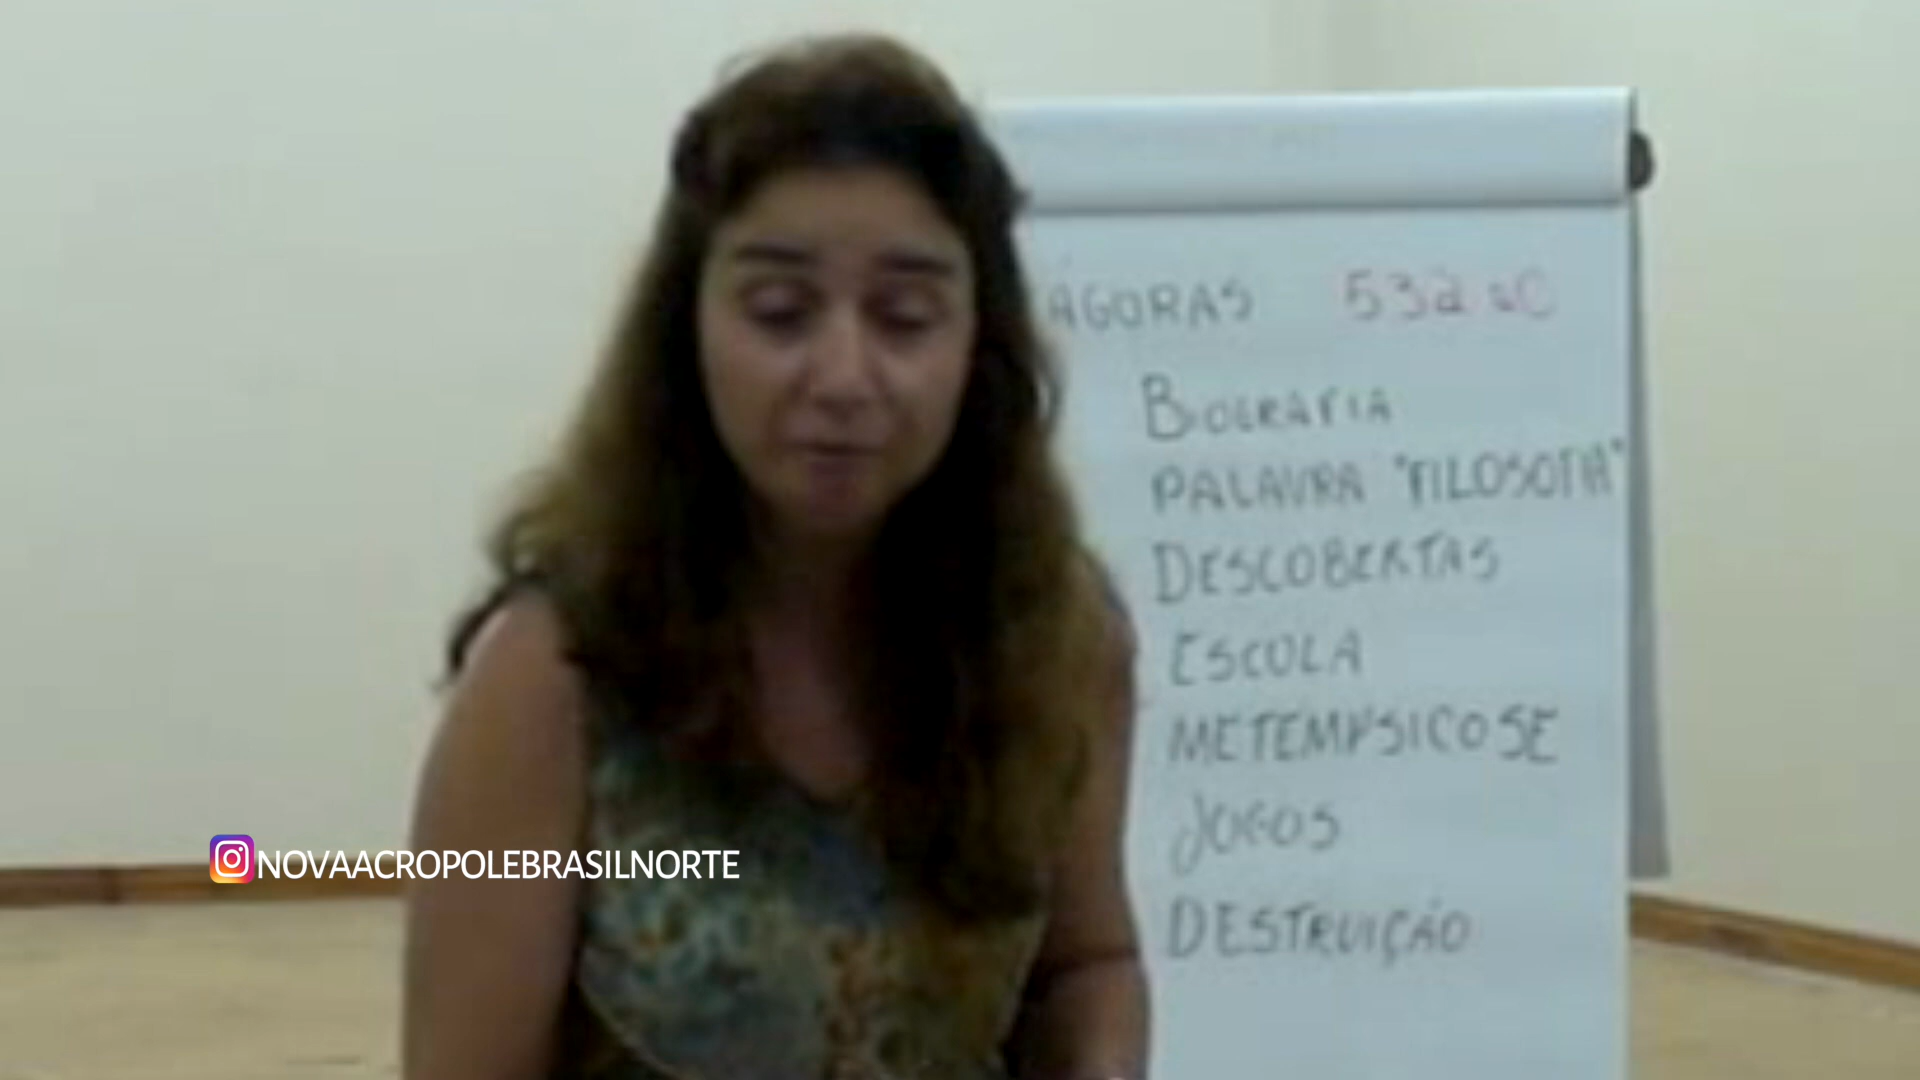 ÁGORAS 532 aC
BIOGRAFIA
PALAVRA "FILOSOFIA"
DESCOBERTAS
ESCOLA
METEMPSICOSE
JOGOS
DESTRUIÇÃO
NOVAACROPOLEBRASILNORTE